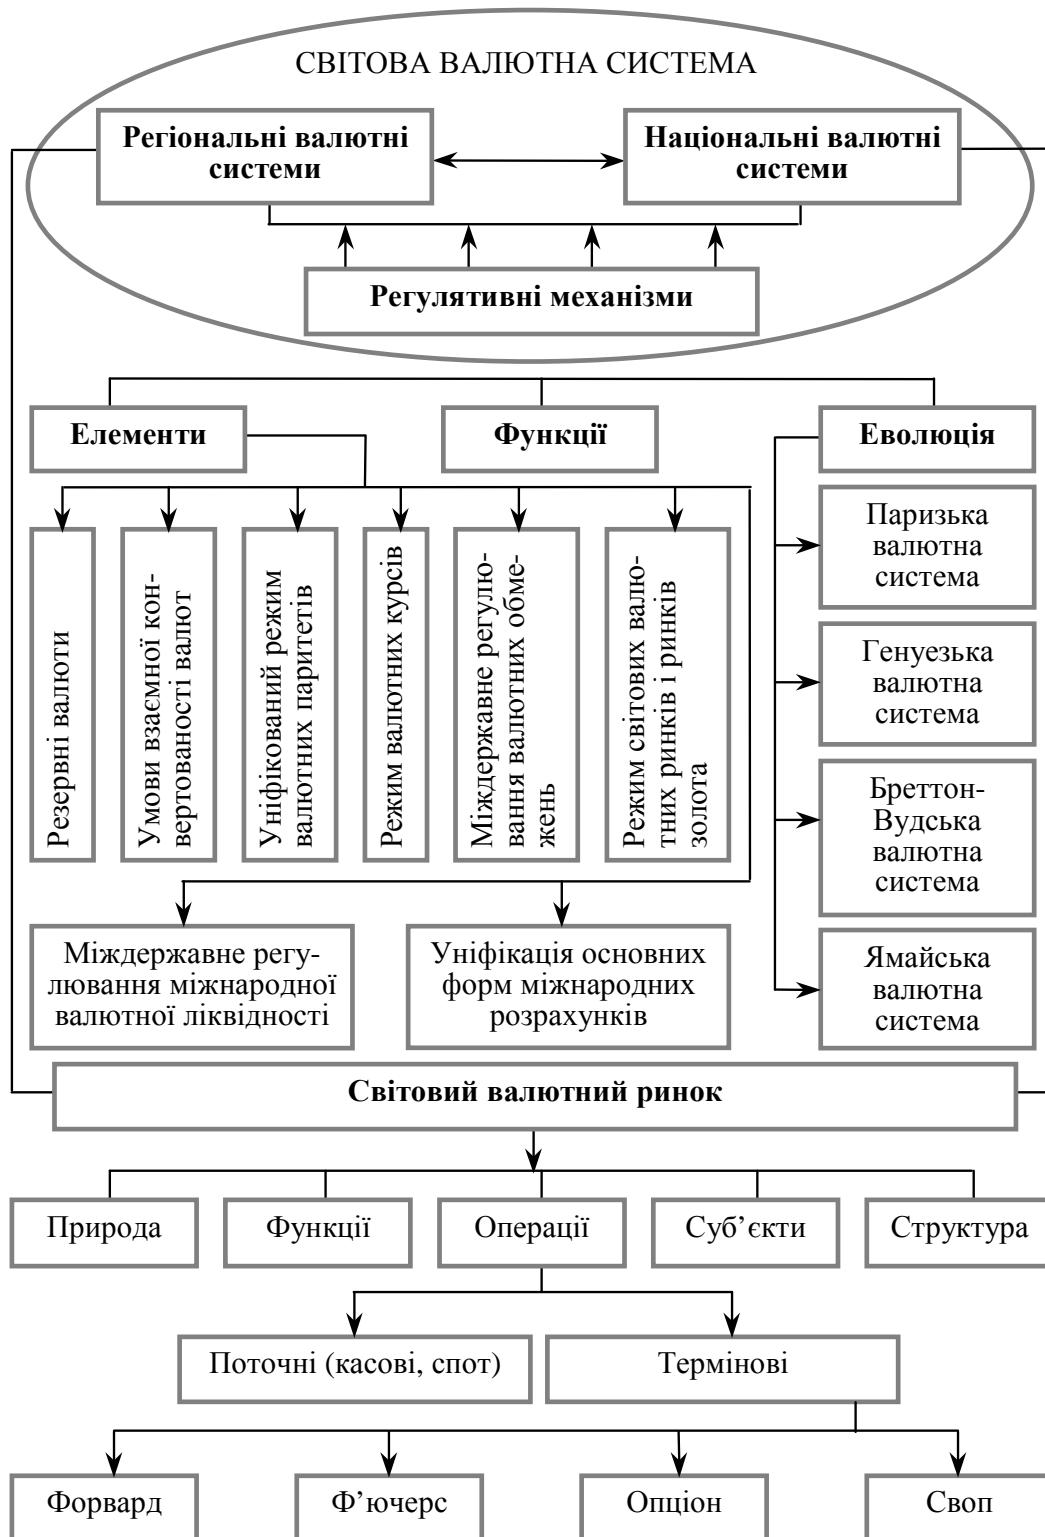 СВІТОВА ВАЛЮТНА СИСТЕМА
Регіональні валютні
системи
Національні валютні
системи
Регулятивні механізми
Елементи
Функції
Еволюція
Резервні валюти
Умови взаємної кон-
вертованості валют
Уніфікований режим
валютних паритетів
Режим валютних курсів
Міждержавне регулю-
вання валютних обме-
жень
Режим світових валю-
тних ринків і ринків
золота
Паризька
валютна
система
Генуезька
валютна
система
Бреттон-
Вудська
валютна
система
Ямайська
валютна
система
Міждержавне регу-
лювання міжнародної
валютної ліквідності
Уніфікація основних
форм міжнародних
розрахунків
Світовий валютний ринок
Природа
Функції
Операції
Суб’єкти
Структура
Поточні (касові, спот)
Термінові
Форвард
Ф’ючерс
Опціон
Своп